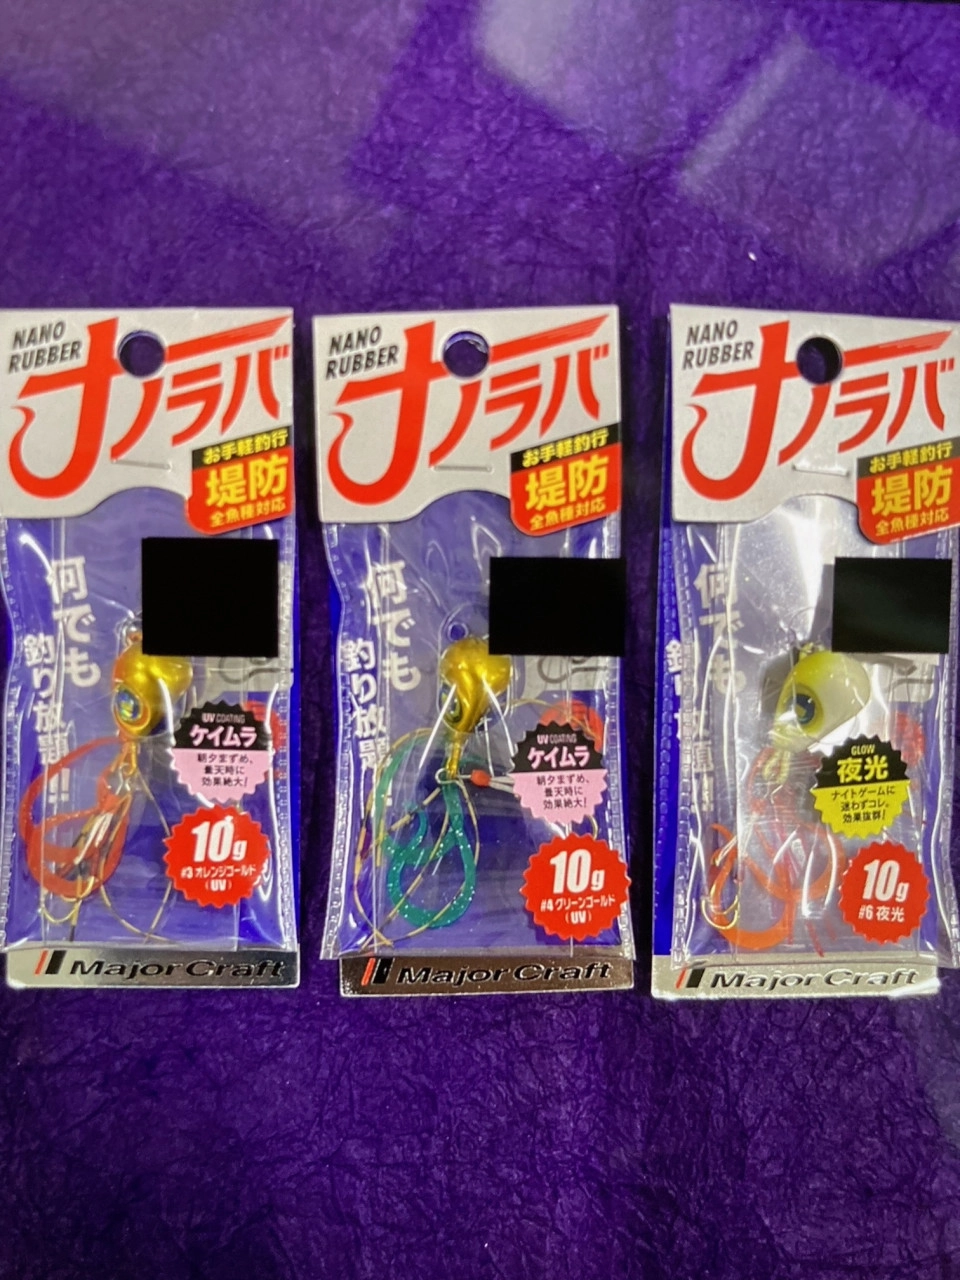 NANO
RUBBER
ナノラバ
お手軽釣行
堤防
全魚種対応
何でも
釣り放題!!
UV COATING
ケイムラ
朝夕まずめ、
曇天時に
効果絶大!
10g
#3 オレンジゴールド
(UV)
Major Craft
NANO
RUBBER
ナノラバ
お手軽釣行
堤防
全魚種対応
何でも
釣り放題
UV COATING
ケイムラ
朝夕まずめ、
曇天時に
効果絶大!
10g
#4 グリーンゴールド
(UV)
Major Craft
NANO
RUBBER
ナノラバ
お手軽釣行
堤防
全魚種対応
何でも
GLOW
夜光
ナイトゲームに
迷わずコレ。
効果抜群!
10g
#6 夜光
Major Craft